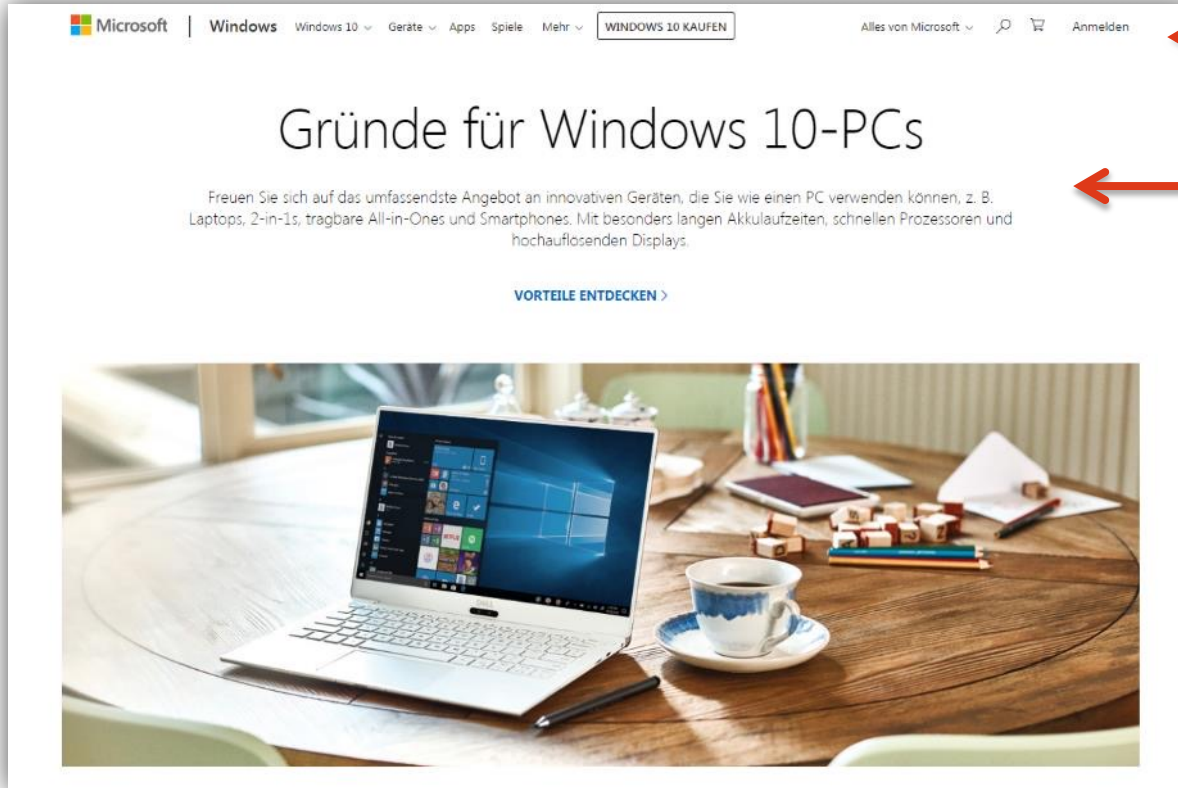 Microsoft | Windows Windows 10 Geräte Apps Spiele Mehr WINDOWS 10 KAUFEN Alles von Microsoft Anmelden
Gründe für Windows 10-PCs
Freuen Sie sich auf das umfassendste Angebot an innovativen Geräten, die Sie wie einen PC verwenden können, z. B.
Laptops, 2-in-1s, tragbare All-in-Ones und Smartphones. Mit besonders langen Akkulaufzeiten, schnellen Prozessoren und
hochauflösenden Displays.
VORTEILE ENTDECKEN >
NETFLIX
DELL